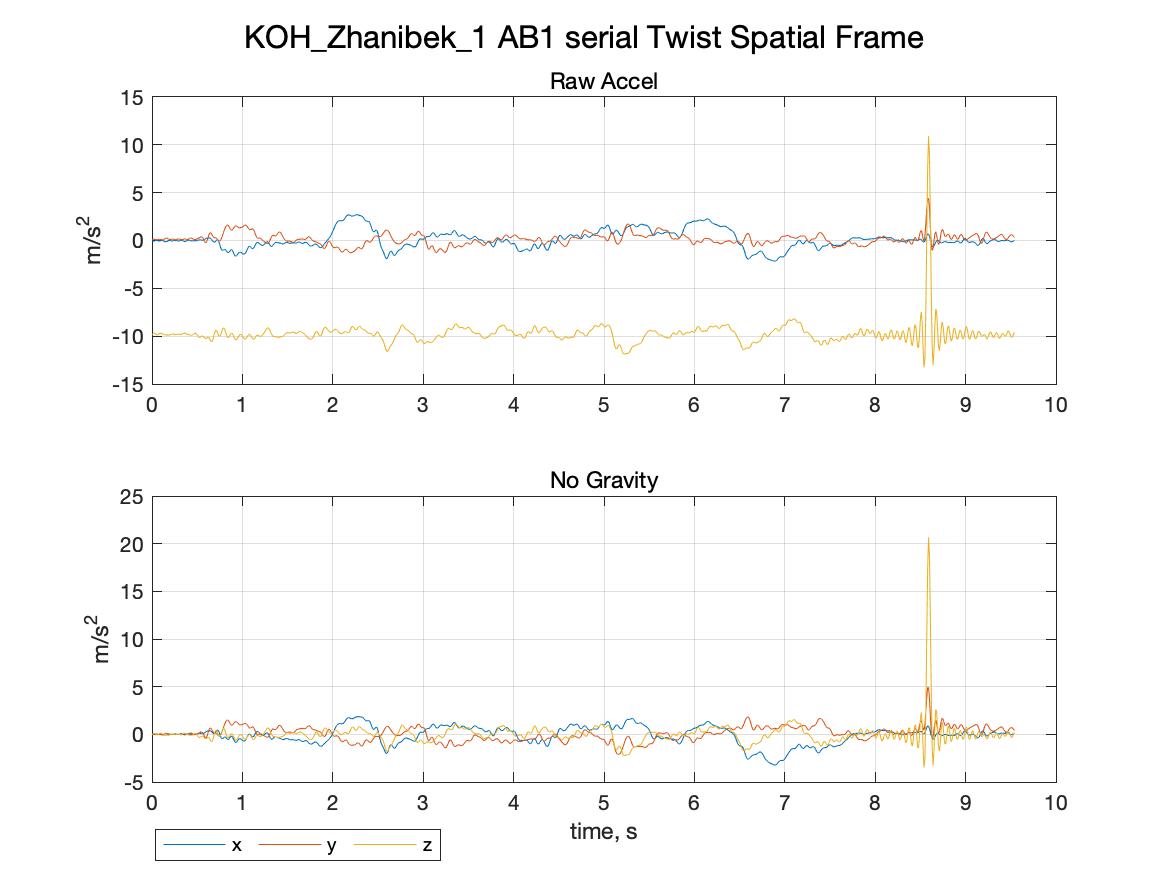 KOH_Zhanibek_1 AB1 serial Twist Spatial Frame
Raw Accel
15
10
5
0
-5
-10
-15
m/s²
0 1 2 3 4 5 6 7 8 9 10
No Gravity
25
20
15
10
5
0
-5
m/s²
0 1 2 3 4 5 6 7 8 9 10
time, s
x y z